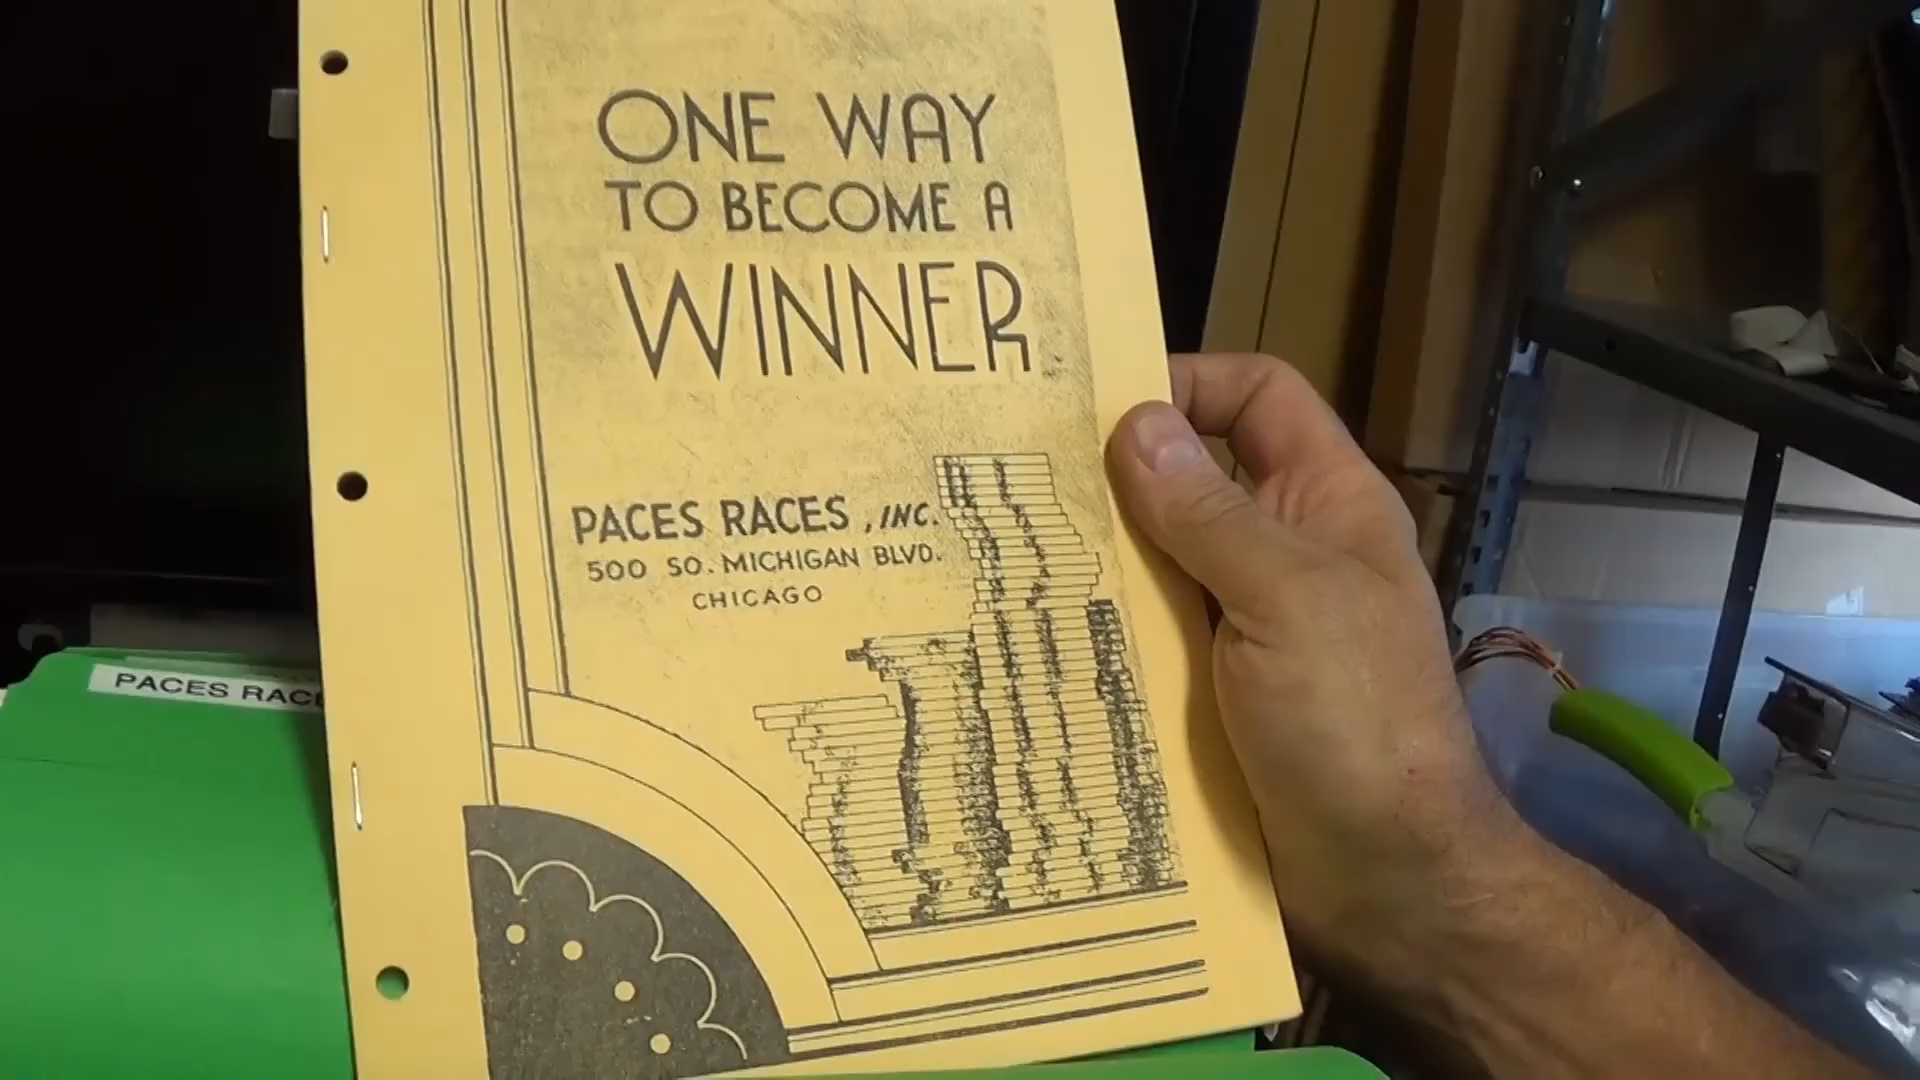 ONE WAY
TO BECOME A
WINNER
PACES RACES, INC.
500 SO. MICHIGAN BLVD.
CHICAGO
PACES RAC